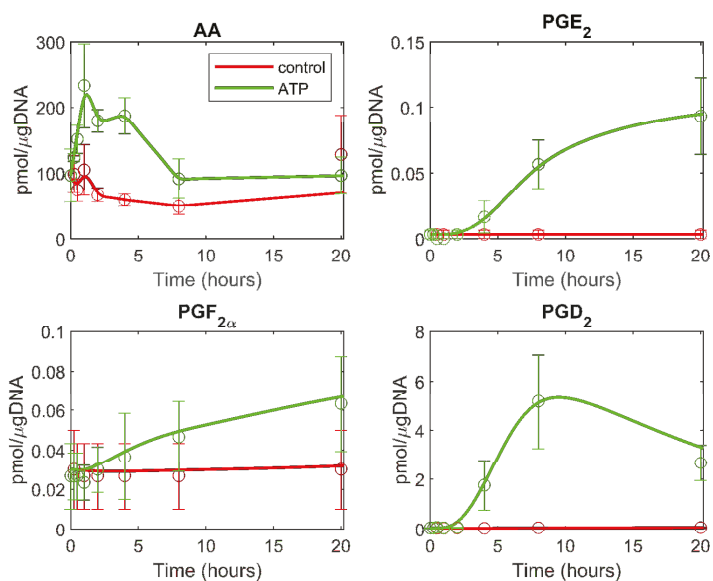 AA
300
200
100
0
pmol/μgDNA
0 5 10 15 20
Time (hours)
control
ATP
PGE2
0.15
0.1
0.05
0
pmol/μgDNA
0 5 10 15 20
Time (hours)
PGF2α
0.1
0.08
0.06
0.04
0.02
0
pmol/μgDNA
0 5 10 15 20
Time (hours)
PGD2
8
6
4
2
0
pmol/μgDNA
0 5 10 15 20
Time (hours)